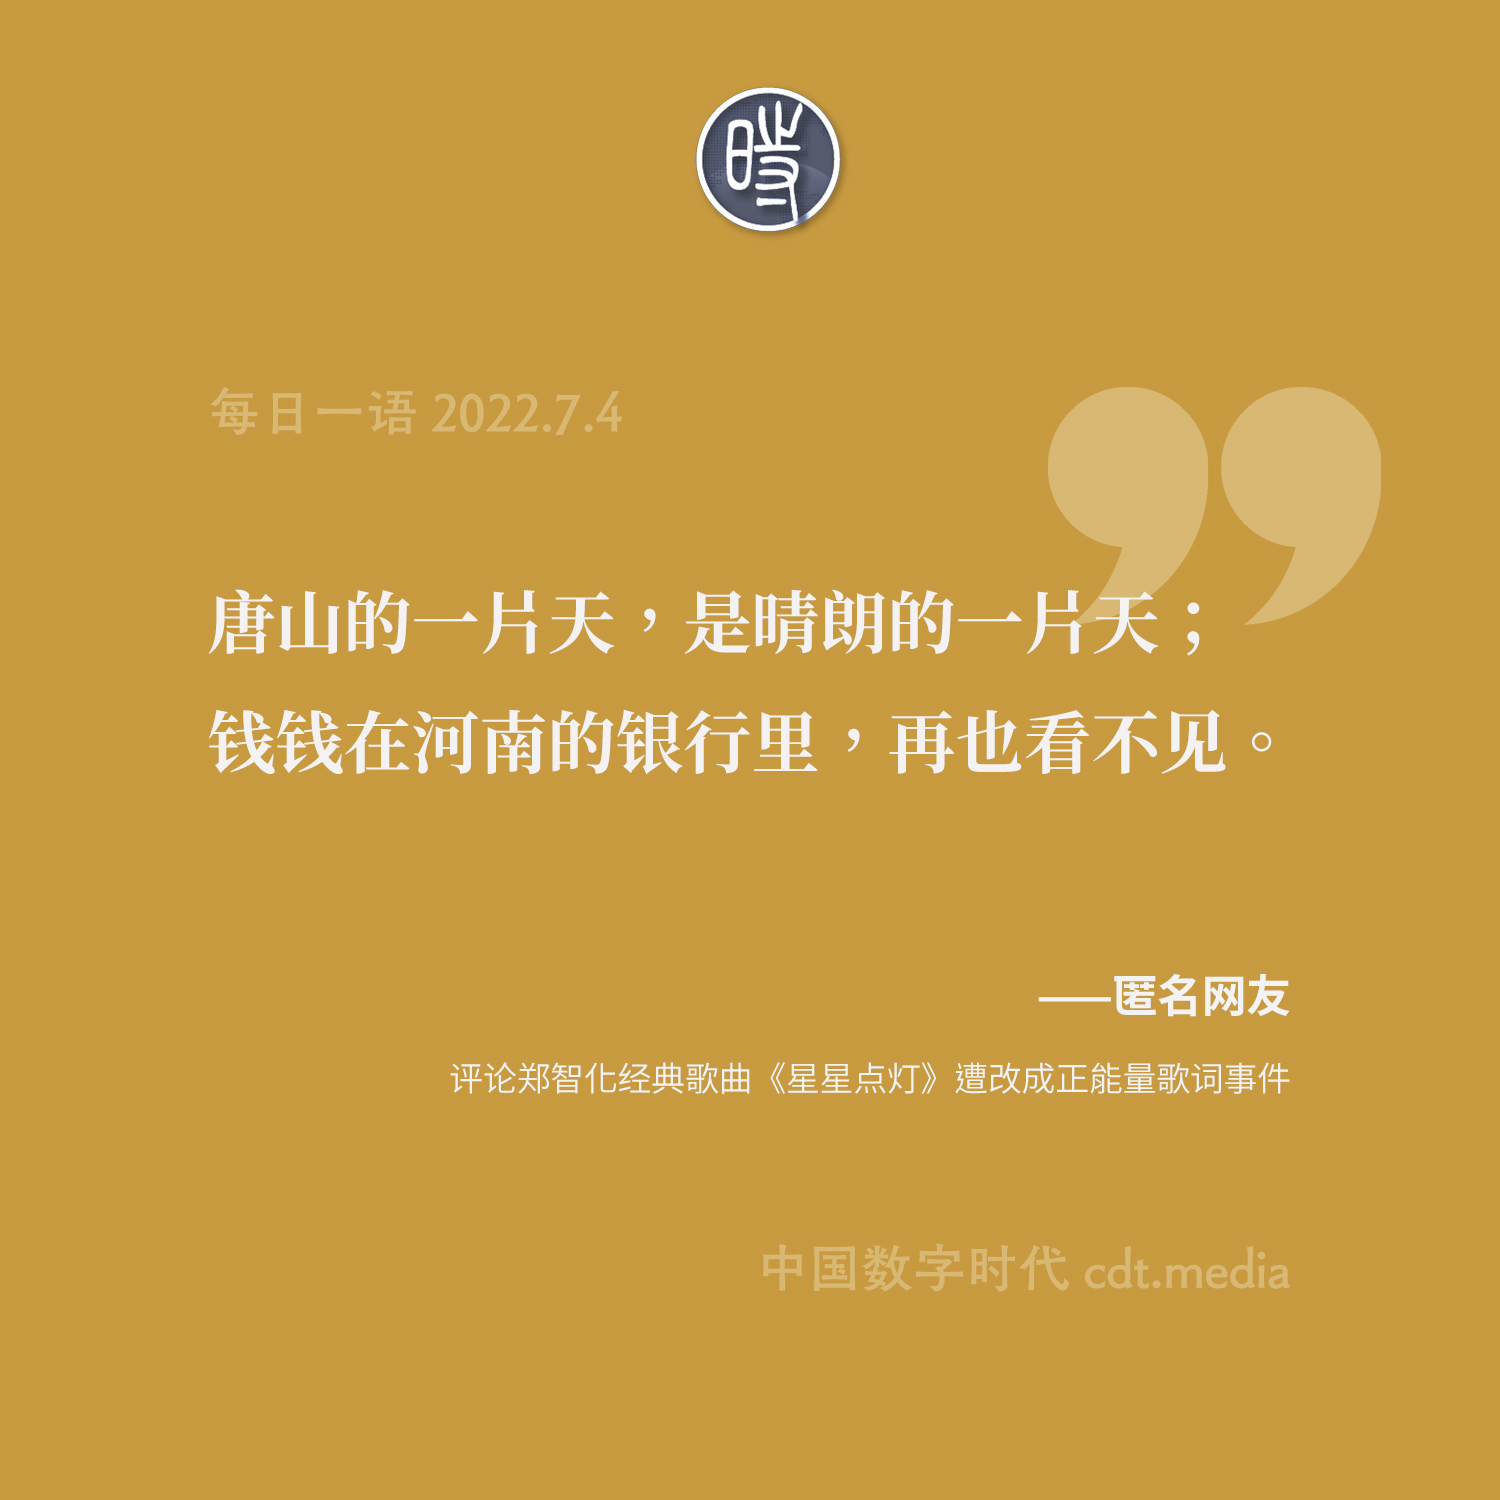 時
每日一语 2022.7.4
唐山的一片天，是晴朗的一片天；
钱钱在河南的银行里，再也看不见。
——匿名网友
评论郑智化经典歌曲《星星点灯》遭改成正能量歌词事件
中国数字时代 cdt.media